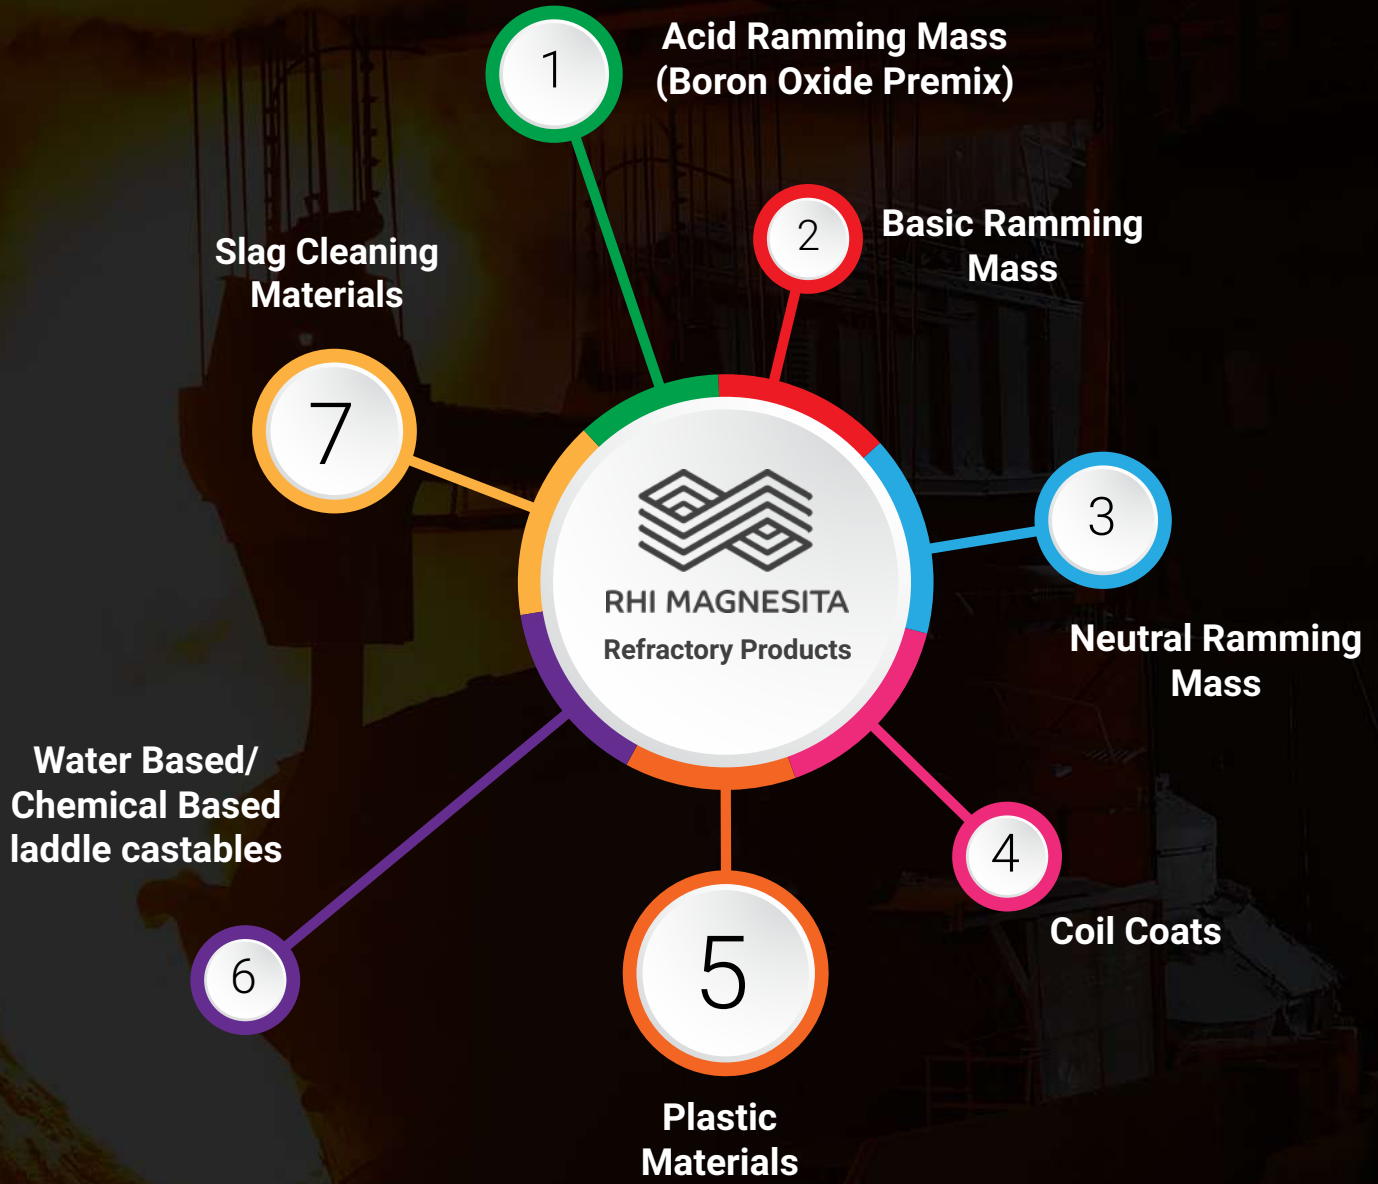 1
Acid Ramming Mass
(Boron Oxide Premix)
2
Basic Ramming
Mass
3
Neutral Ramming
Mass
4
Coil Coats
5
Plastic
Materials
6
Water Based/
Chemical Based
laddle castables
7
Slag Cleaning
Materials
RHI MAGNESITA
Refractory Products